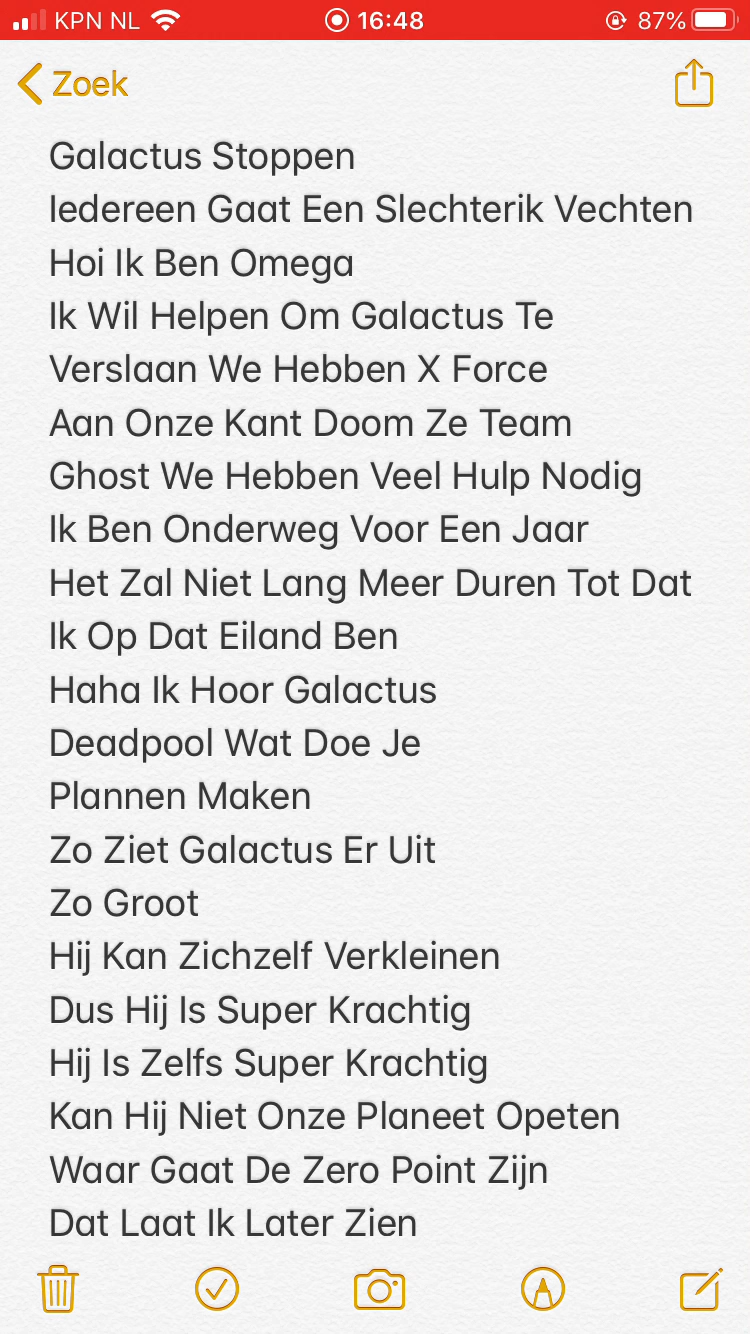 KPN NL 16:48 87%
Zoek
Galactus Stoppen
Iedereen Gaat Een Slechterik Vechten
Hoi Ik Ben Omega
Ik Wil Helpen Om Galactus Te
Verslaan We Hebben X Force
Aan Onze Kant Doom Ze Team
Ghost We Hebben Veel Hulp Nodig
Ik Ben Onderweg Voor Een Jaar
Het Zal Niet Lang Meer Duren Tot Dat
Ik Op Dat Eiland Ben
Haha Ik Hoor Galactus
Deadpool Wat Doe Je
Plannen Maken
Zo Ziet Galactus Er Uit
Zo Groot
Hij Kan Zichzelf Verkleinen
Dus Hij Is Super Krachtig
Hij Is Zelfs Super Krachtig
Kan Hij Niet Onze Planeet Opeten
Waar Gaat De Zero Point Zijn
Dat Laat Ik Later Zien